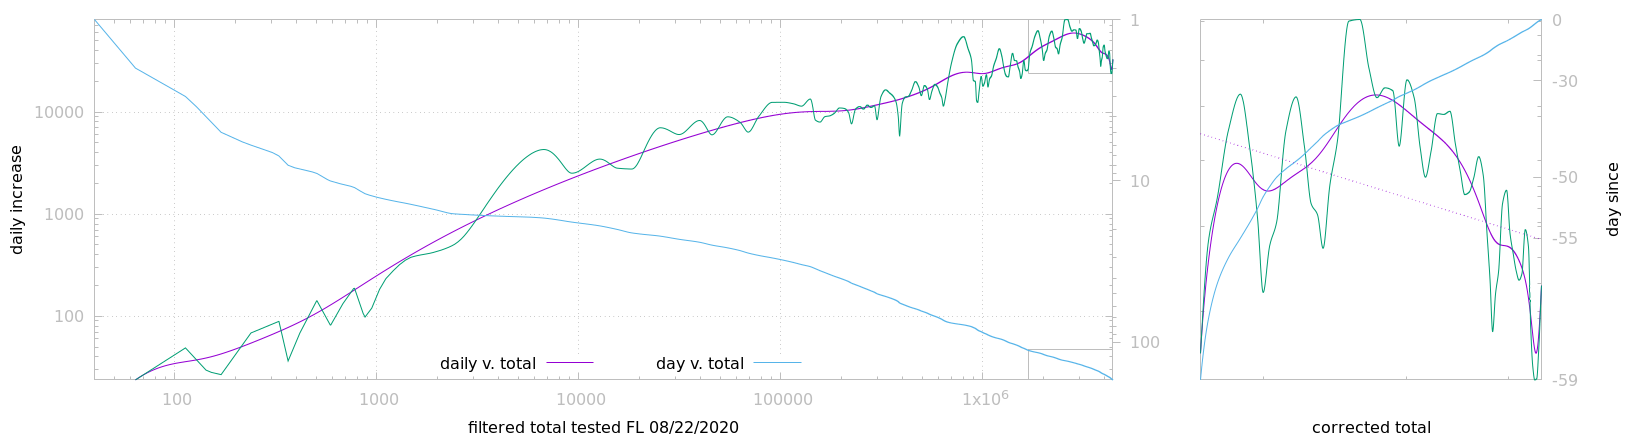 daily increase
10000
1000
100
100
1000
10000
100000
1x10⁶
1
10
100
daily v. total
day v. total
filtered total tested FL 08/22/2020
0
-30
-50
-55
-59
day since
corrected total